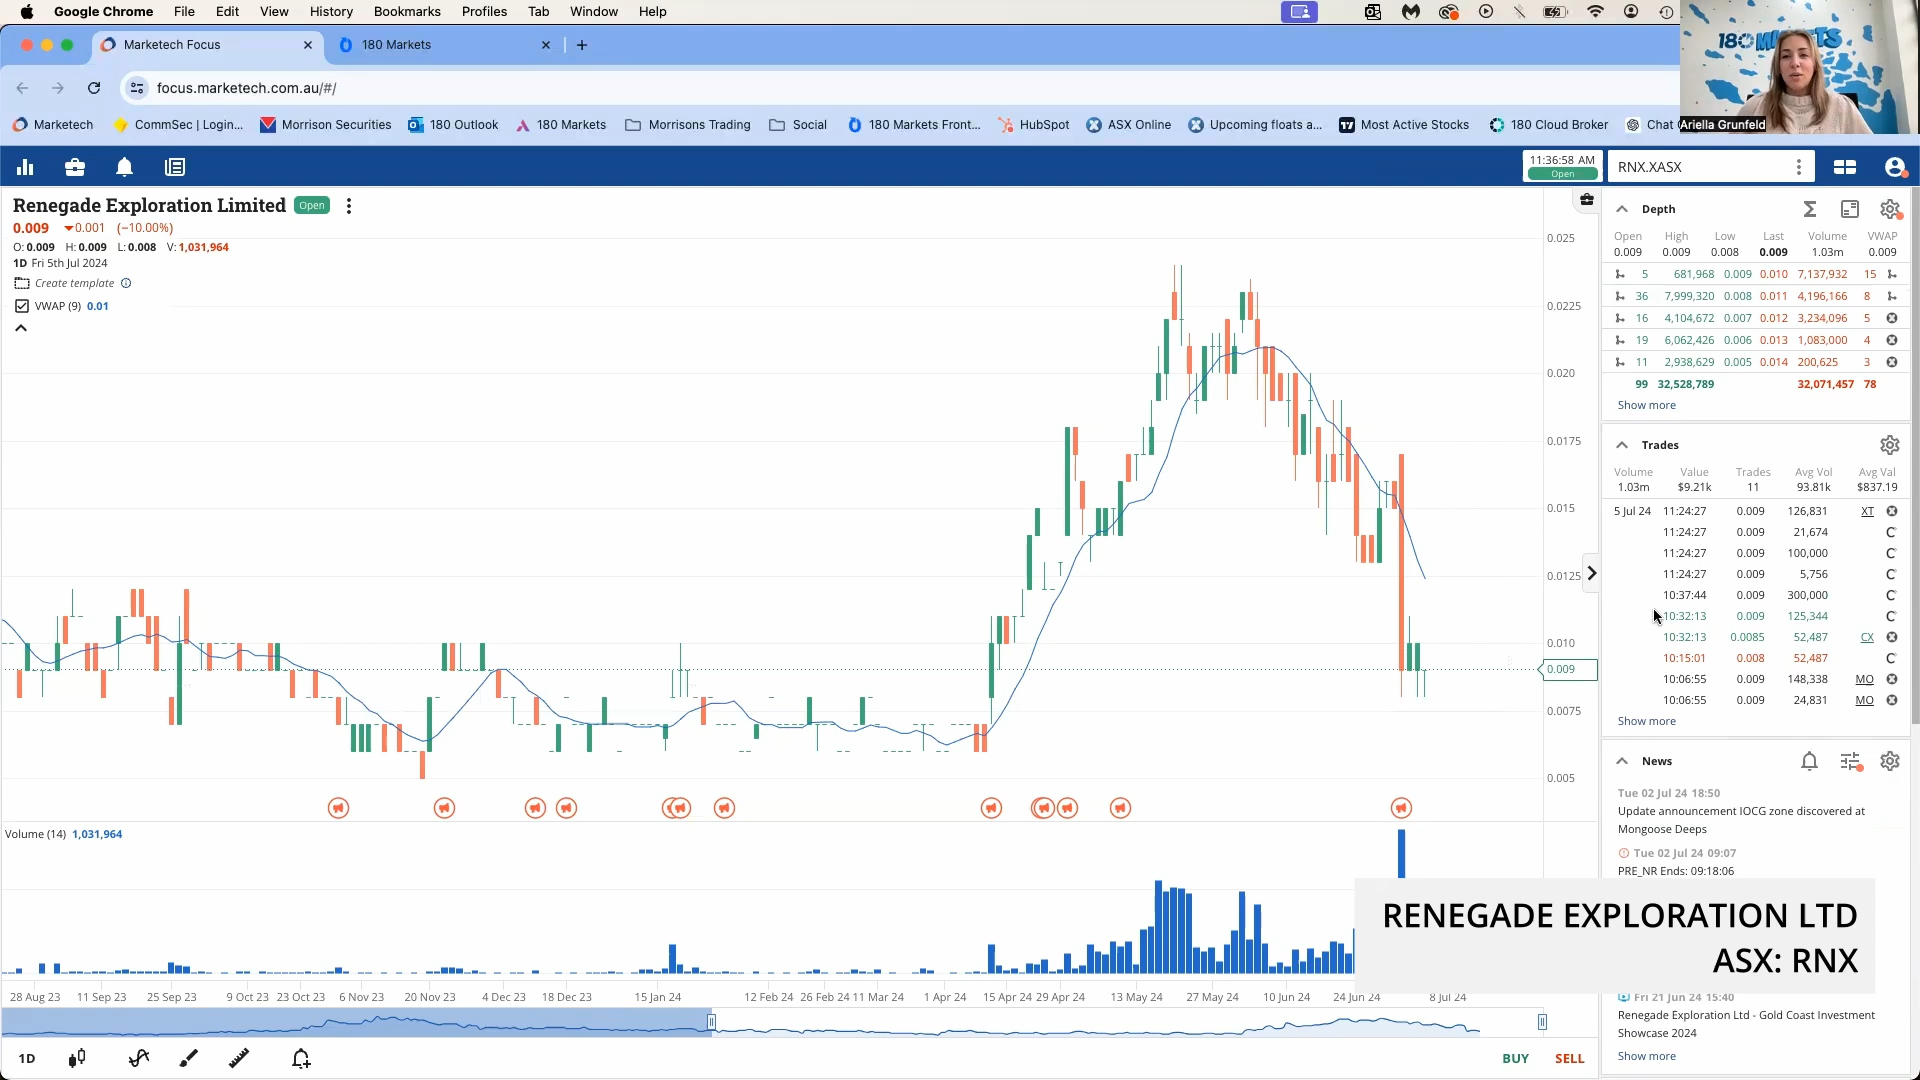 Google Chrome File Edit View History Bookmarks Profiles Tab Window Help
180 MARKETS
Marketech Focus
180 Markets
focus.marketech.com.au/#/
Marketech CommSec | Login... Morrison Securities 180 Outlook 180 Markets Morrisons Trading Social 180 Markets Front... HubSpot ASX Online Upcoming floats a... Most Active Stocks 180 Cloud Broker Chat
Ariella Grunfeld
11:36:58 AM
Open
RNX.XASX
Renegade Exploration Limited Open
0.009 0.001 (−10.00%)
O: 0.009 H: 0.009 L: 0.008 V: 1,031,964
1D Fri 5th Jul 2024
Create template
VWAP (9) 0.01
0.025
0.0225
0.020
0.0175
0.015
0.0125
0.010
0.009
0.0075
0.005
Volume (14) 1,031,964
28 Aug 23 11 Sep 23 25 Sep 23 9 Oct 23 23 Oct 23 6 Nov 23 20 Nov 23 4 Dec 23 18 Dec 23 15 Jan 24 12 Feb 24 26 Feb 24 11 Mar 24 1 Apr 24 15 Apr 24 29 Apr 24 13 May 24 27 May 24 10 Jun 24 24 Jun 24 8 Jul 24
1D
BUY SELL
Depth
Open High Low Last Volume VWAP
0.009 0.009 0.008 0.009 1.03m 0.009
5 681,968 0.009 0.010 7,137,932 15
36 7,999,320 0.008 0.011 4,196,166 8
16 4,104,672 0.007 0.012 3,234,096 5
19 6,062,426 0.006 0.013 1,083,000 4
11 2,938,629 0.005 0.014 200,625 3
99 32,528,789 32,071,457 78
Show more
Trades
Volume Value Trades Avg Vol Avg Val
1.03m $9.21k 11 93.81k $837.19
5 Jul 24 11:24:27 0.009 126,831 XT
11:24:27 0.009 21,674 C
11:24:27 0.009 100,000 C
11:24:27 0.009 5,756 C
10:37:44 0.009 300,000 C
10:32:13 0.009 125,344 C
10:32:13 0.0085 52,487 CX
10:15:01 0.008 52,487 C
10:06:55 0.009 148,338 MO
10:06:55 0.009 24,831 MO
Show more
News
Tue 02 Jul 24 18:50
Update announcement IOCG zone discovered at
Mongoose Deeps
Tue 02 Jul 24 09:07
PRE_NR Ends: 09:18:06
RENEGADE EXPLORATION LTD
ASX: RNX
Fri 21 Jun 24 15:40
Renegade Exploration Ltd - Gold Coast Investment
Showcase 2024
Show more